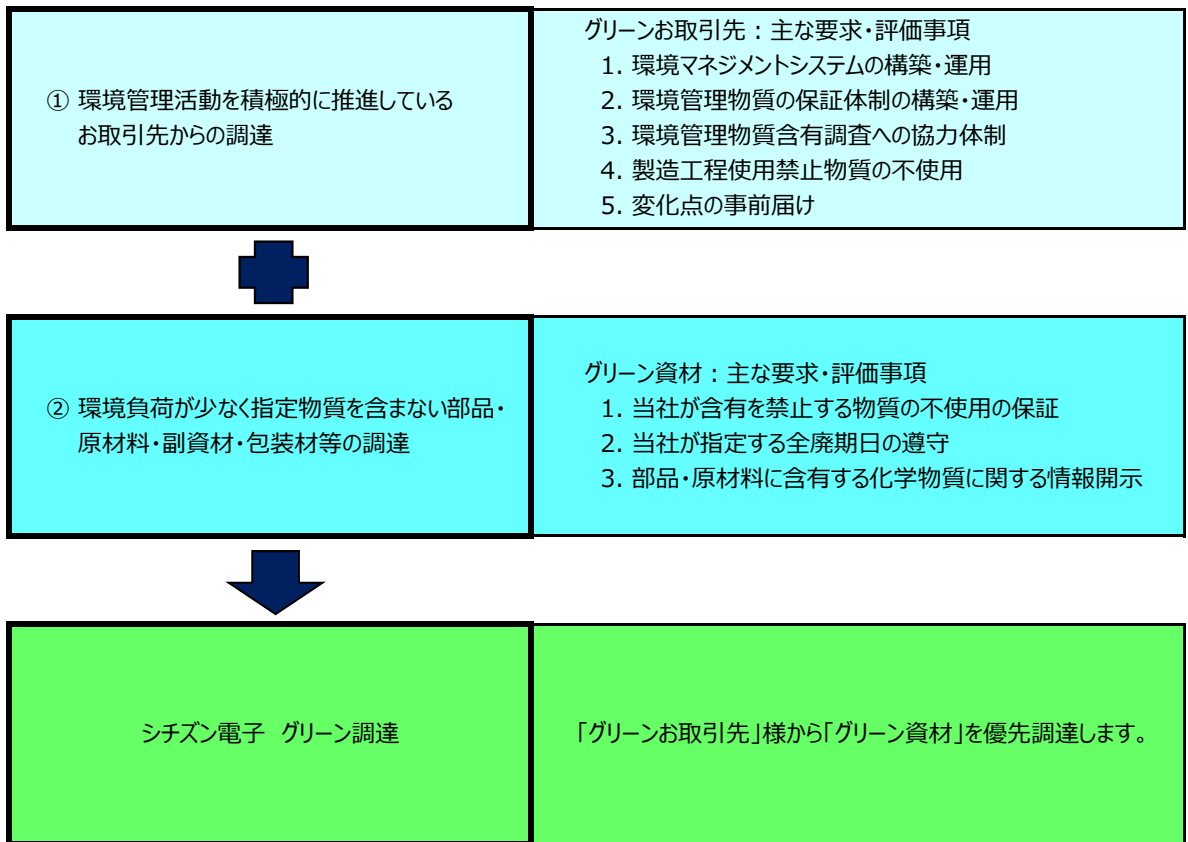 ① 環境管理活動を積極的に推進している
お取引先からの調達
グリーンお取引先：主な要求・評価事項
1. 環境マネジメントシステムの構築・運用
2. 環境管理物質の保証体制の構築・運用
3. 環境管理物質含有調査への協力体制
4. 製造工程使用禁止物質の不使用
5. 変化点の事前届け
② 環境負荷が少なく指定物質を含まない部品・
原材料・副資材・包装材等の調達
グリーン資材：主な要求・評価事項
1. 当社が含有を禁止する物質の不使用の保証
2. 当社が指定する全廃期日の遵守
3. 部品・原材料に含有する化学物質に関する情報開示
シチズン電子　グリーン調達
「グリーンお取引先」様から「グリーン資材」を優先調達します。